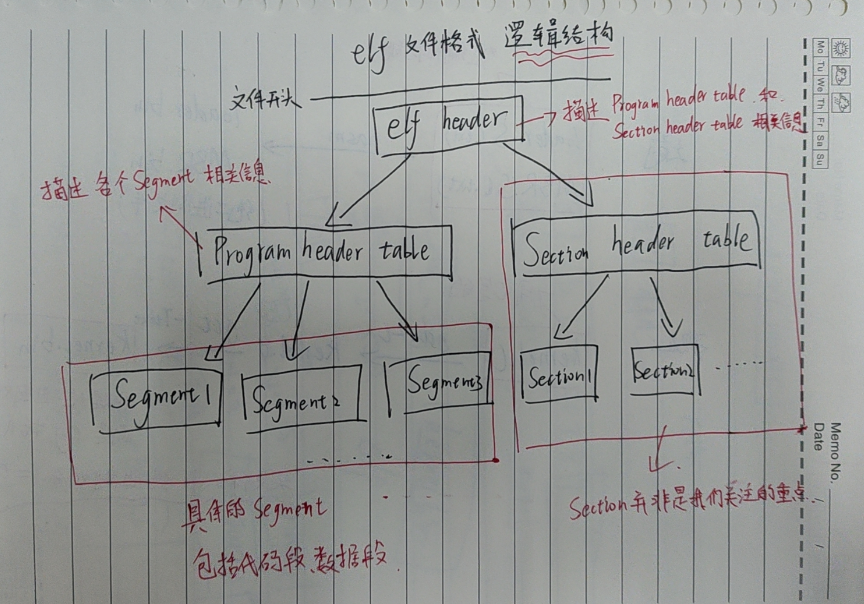 elf 文件格式 逻辑结构
文件开头
elf header
描述 Program header table 和
Section header table 相关信息
描述 各个Segment 相关信息
Program header table
Section header table
Segment1
Segment2
Segment3
......
Section1
Section2
......
具体的 Segment
包括代码段、数据段.
Section 并非是我们关注的重点.
Mo Tu We Th Fr Sa Su
Memo No.
Date / /